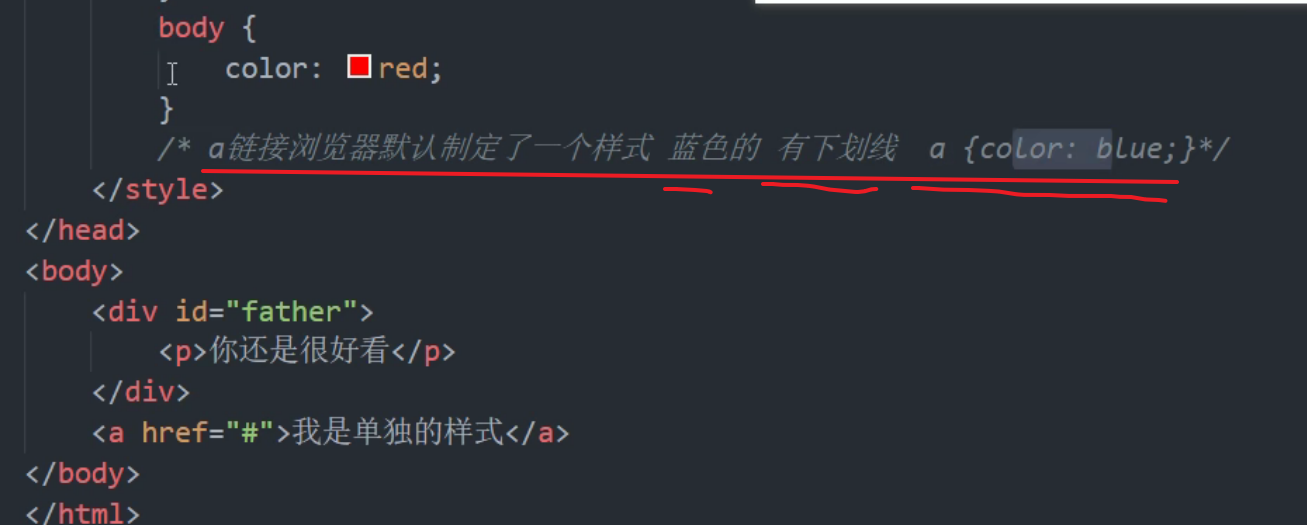 body {
color: red;
}
/* a链接浏览器默认制定了一个样式 蓝色的 有下划线 a {color: blue;}*/
</style>
</head>
<body>
<div id="father">
<p>你还是很好看</p>
</div>
<a href="#">我是单独的样式</a>
</body>
</html>